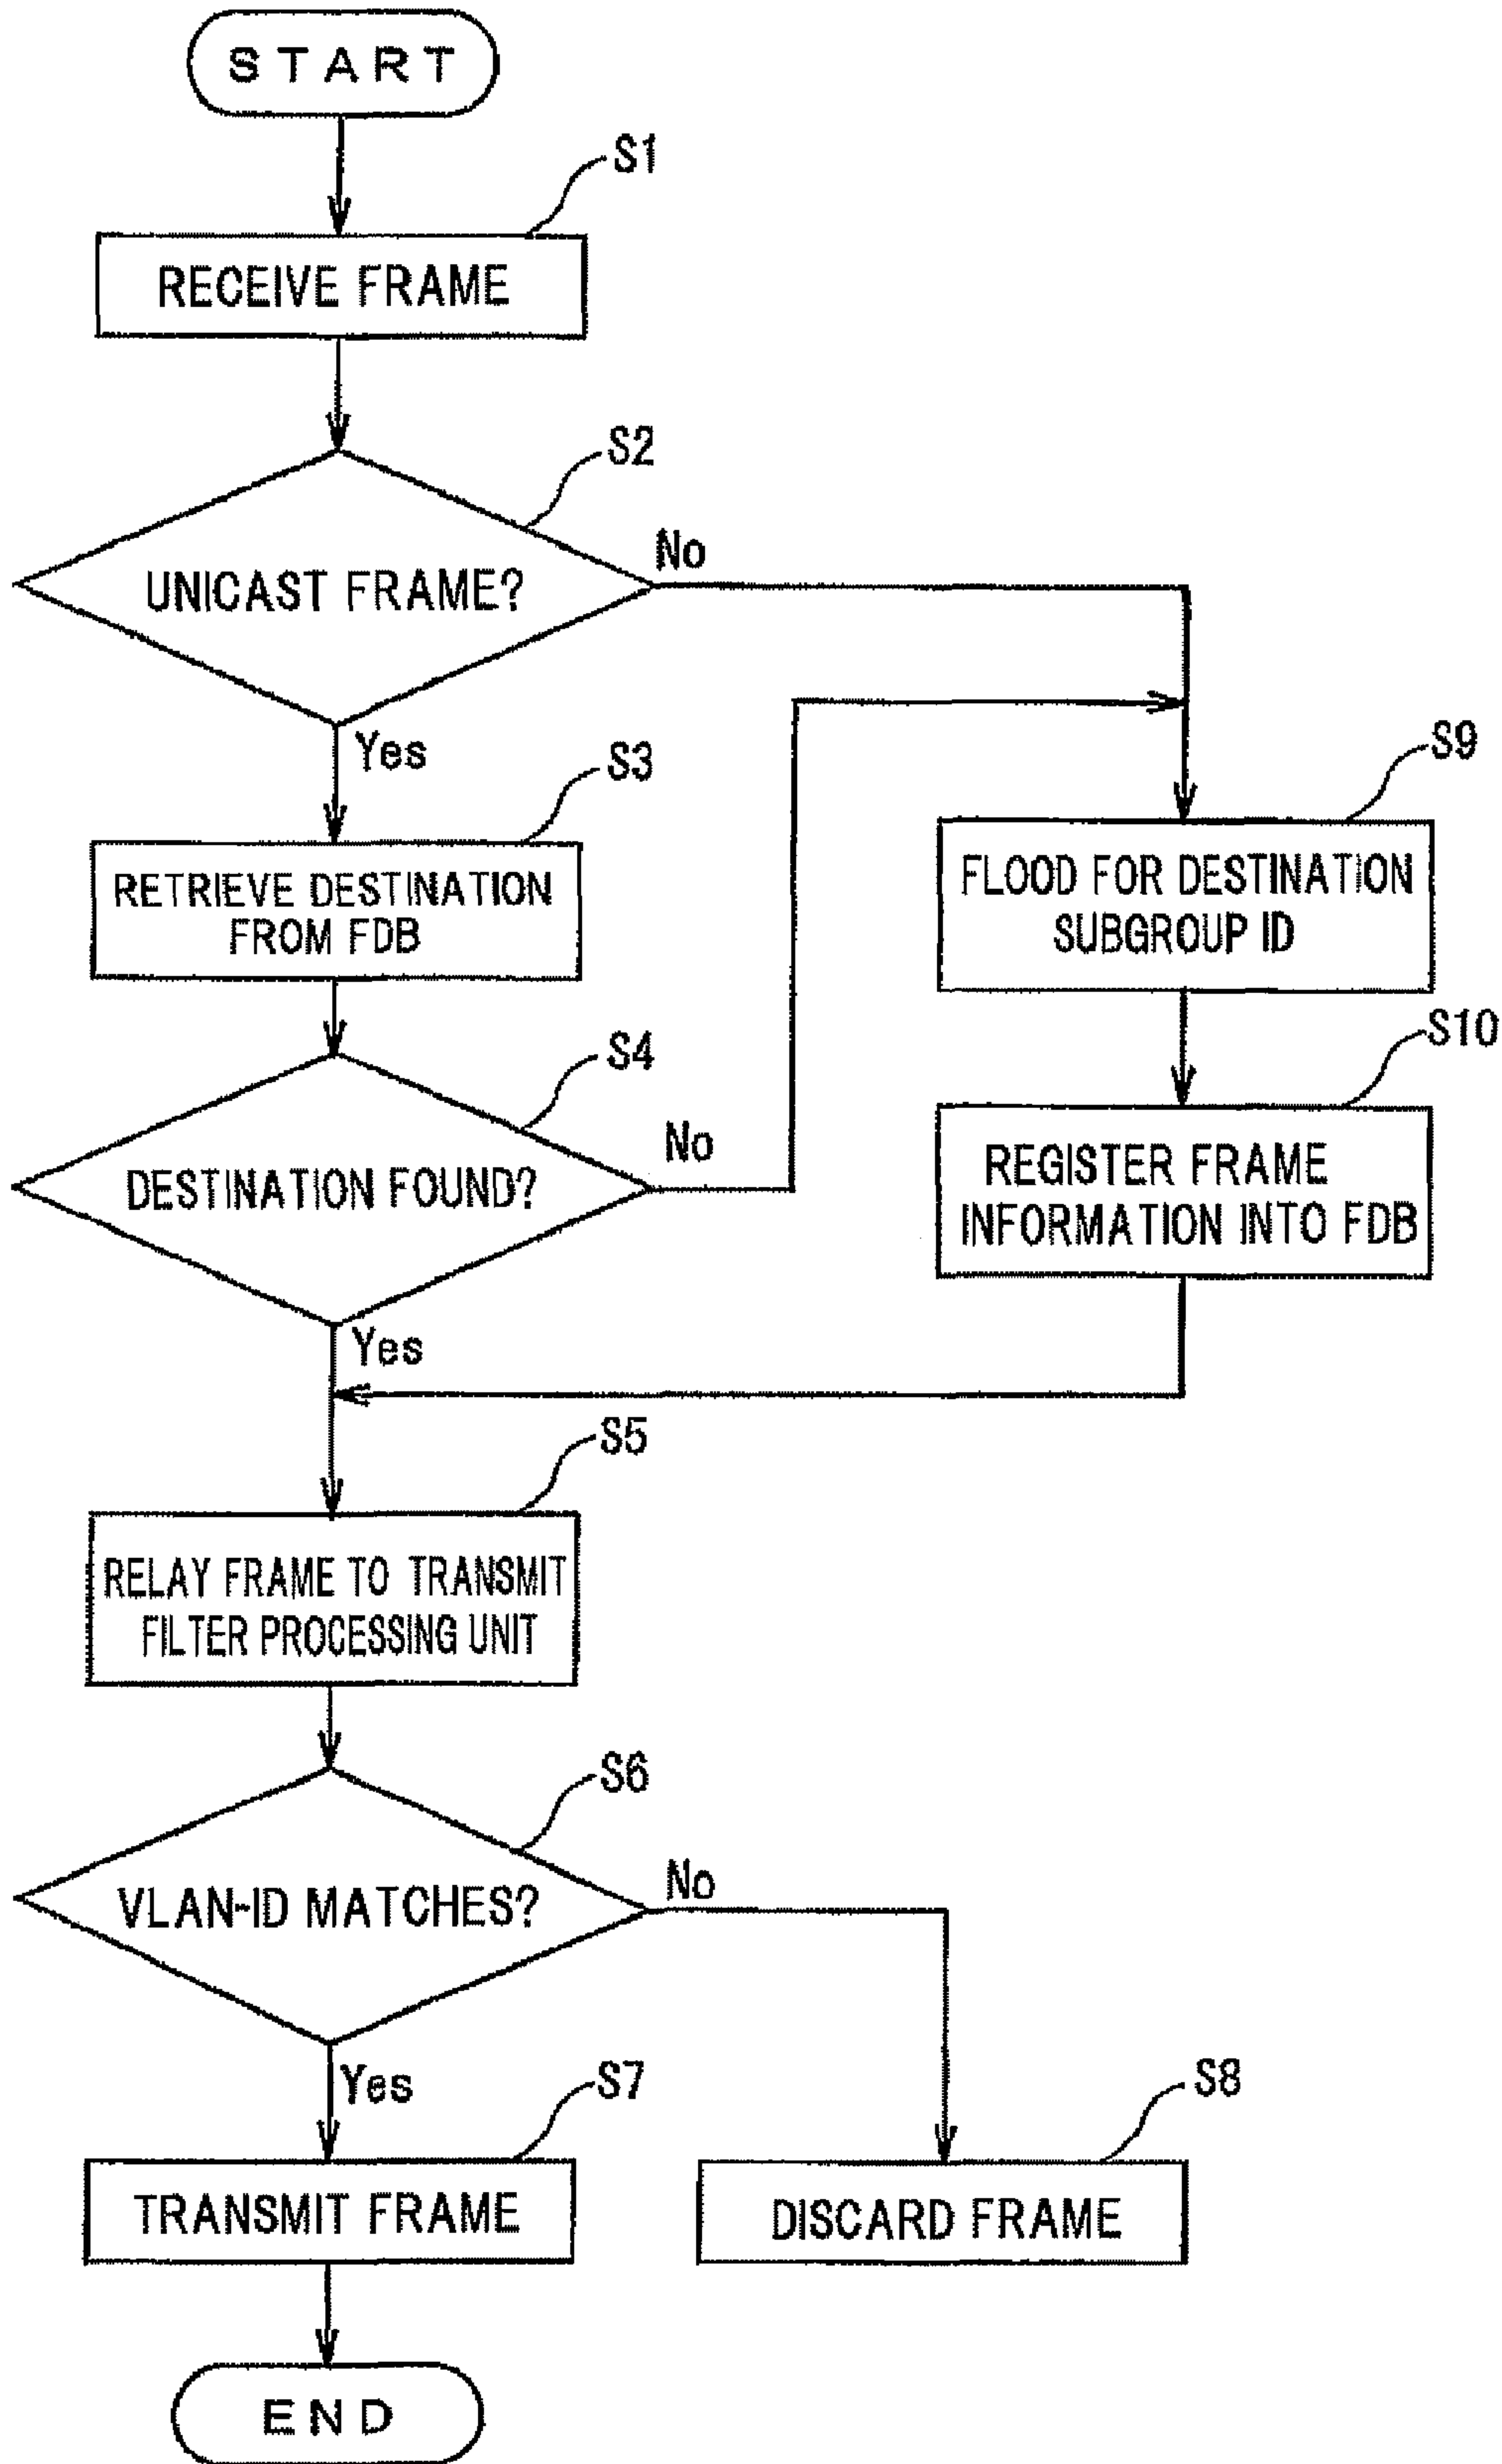 START
S1
RECEIVE FRAME
S2
UNICAST FRAME?
No
Yes
S3
RETRIEVE DESTINATION
FROM FDB
S4
DESTINATION FOUND?
No
Yes
S9
FLOOD FOR DESTINATION
SUBGROUP ID
S10
REGISTER FRAME
INFORMATION INTO FDB
S5
RELAY FRAME TO TRANSMIT
FILTER PROCESSING UNIT
S6
VLAN-ID MATCHES?
No
Yes
S7
TRANSMIT FRAME
S8
DISCARD FRAME
END